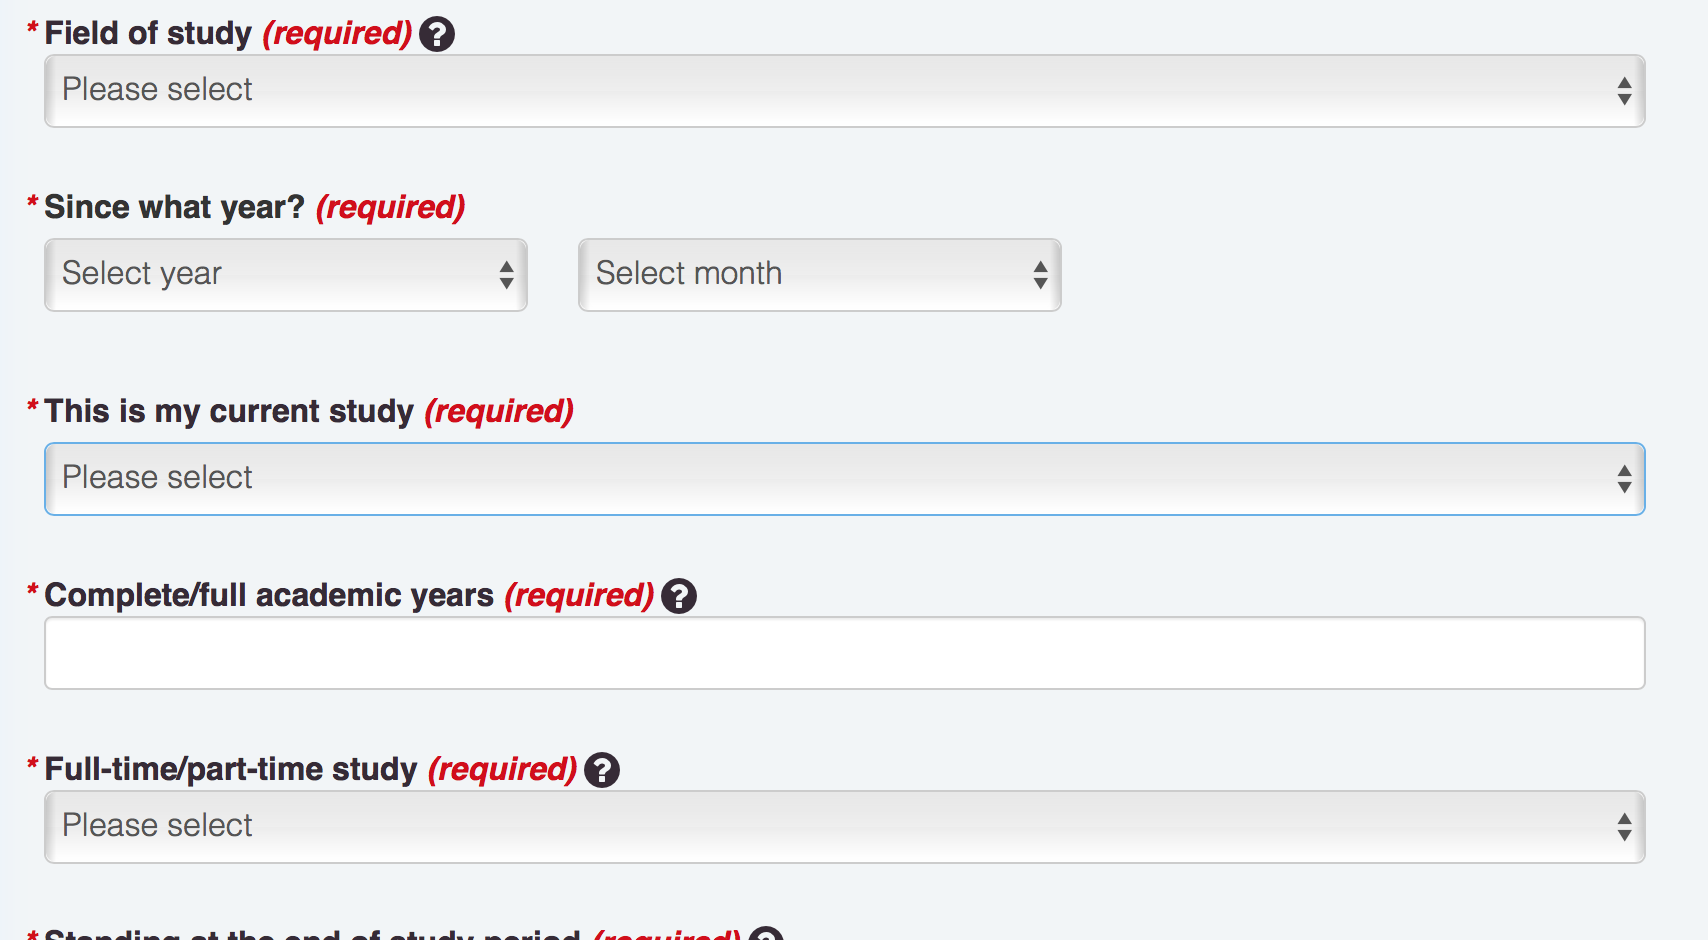 * Field of study (required) ?
Please select
* Since what year? (required)
Select year Select month
* This is my current study (required)
Please select
* Complete/full academic years (required) ?
* Full-time/part-time study (required) ?
Please select
* Standing at the end of study period (required) ?